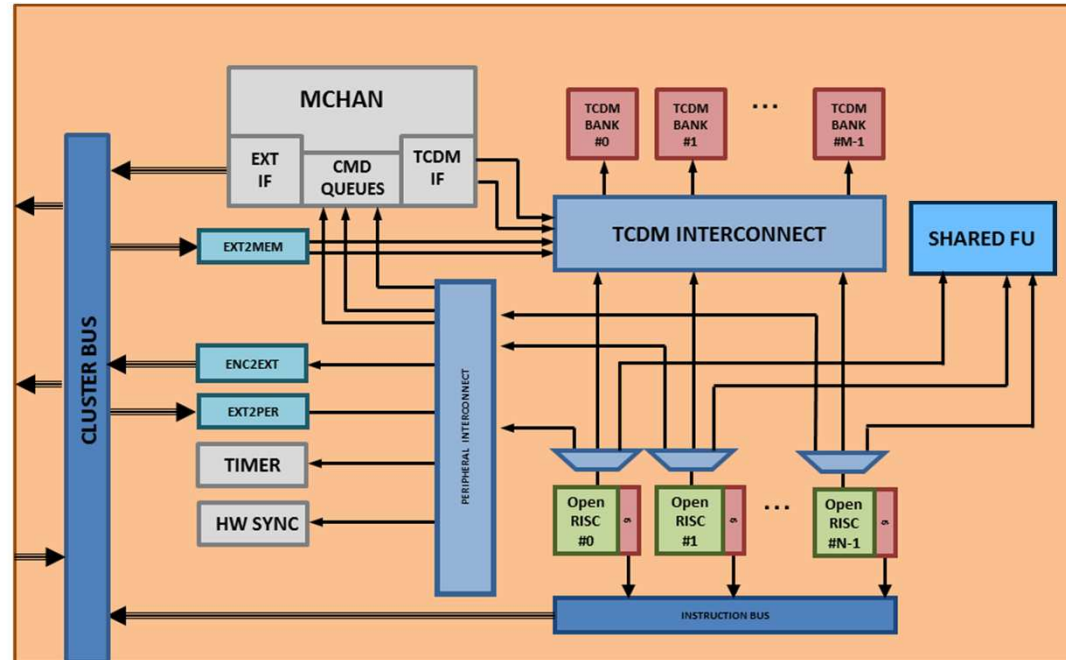 MCHAN
EXT
IF
CMD
QUEUES
TCDM
IF
TCDM
BANK
#0
TCDM
BANK
#1
...
TCDM
BANK
#M-1
TCDM INTERCONNECT
SHARED FU
EXT2MEM
CLUSTER BUS
ENC2EXT
EXT2PER
TIMER
HW SYNC
PERIPHERAL INTERCONNECT
Open
RISC
#0
Open
RISC
#1
...
Open
RISC
#N-1
INSTRUCTION BUS